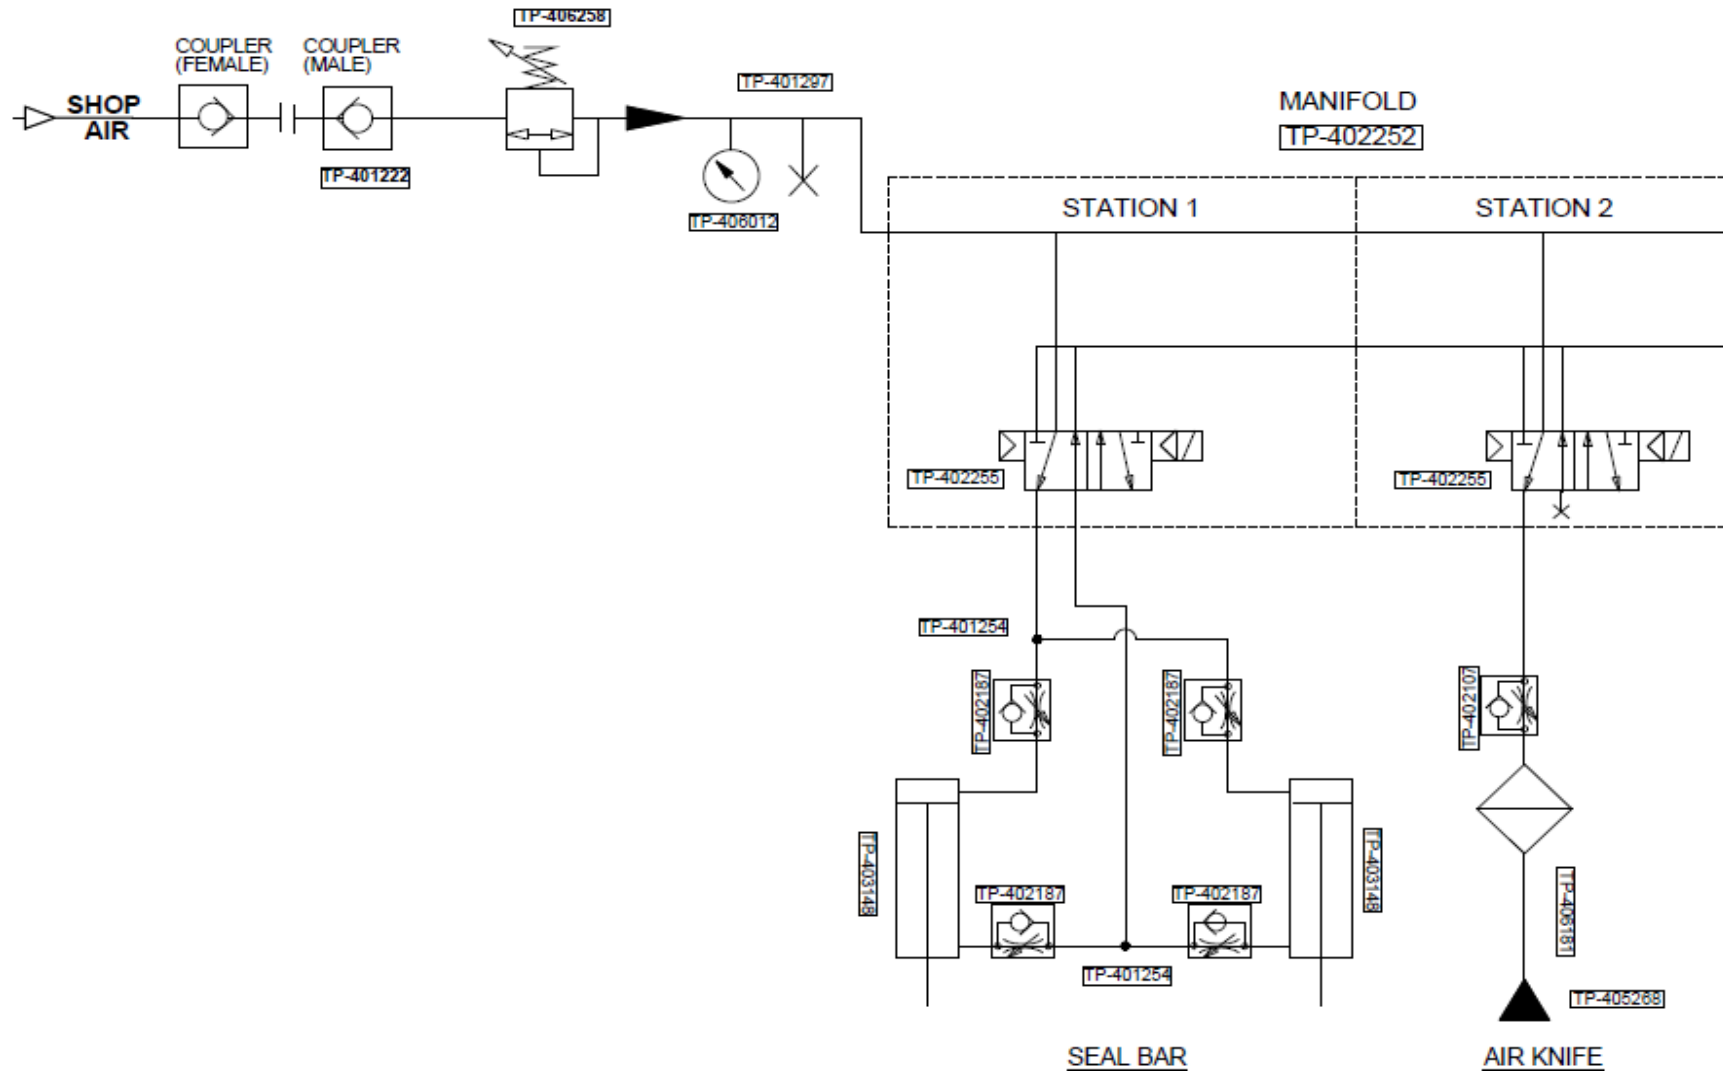 TP-406258
COUPLER
(FEMALE)
COUPLER
(MALE)
SHOP
AIR
TP-401222
TP-401297
TP-406012
MANIFOLD
TP-402252
STATION 1
STATION 2
TP-402255
TP-402255
TP-401254
TP-402187
TP-402187
TP-402107
TP-403148
TP-403148
TP-402187
TP-402187
TP-401254
TP-406181
TP-405268
SEAL BAR
AIR KNIFE